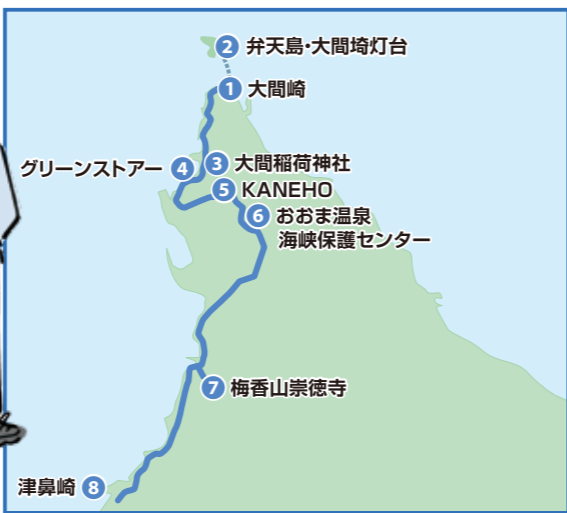 2 弁天島・大間埼灯台
1 大間崎
グリーンストアー 4
3 大間稲荷神社
5 KANEHO
6 おおま温泉
海峡保養センター
7 梅香山崇徳寺
津鼻崎 8